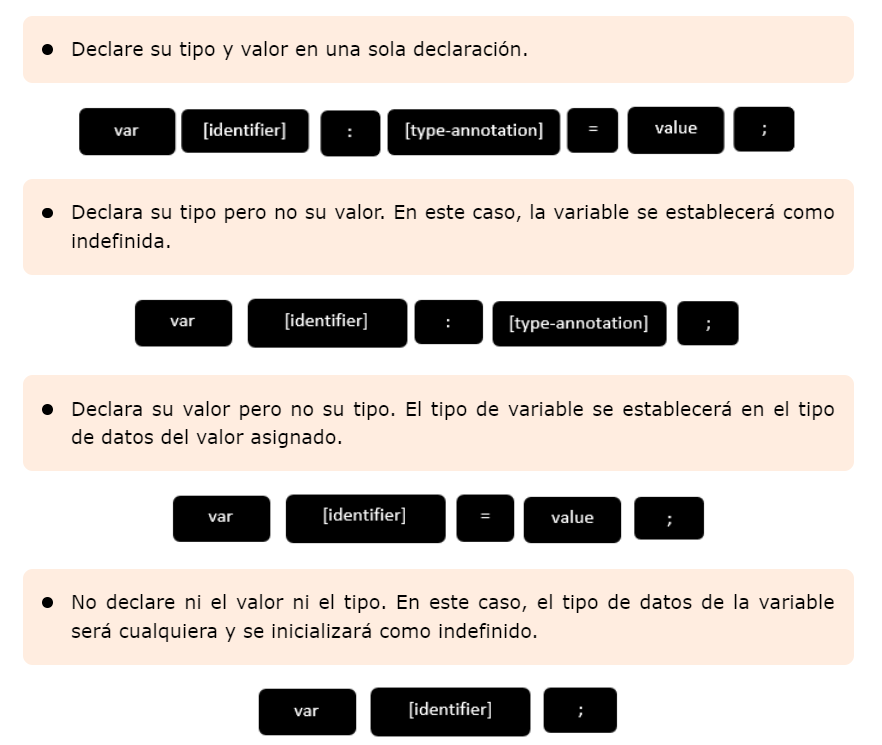 ● Declare su tipo y valor en una sola declaración.
var [identifier] : [type-annotation] = value ;
● Declara su tipo pero no su valor. En este caso, la variable se establecerá como
indefinida.
var [identifier] : [type-annotation] ;
● Declara su valor pero no su tipo. El tipo de variable se establecerá en el tipo
de datos del valor asignado.
var [identifier] = value ;
● No declare ni el valor ni el tipo. En este caso, el tipo de datos de la variable
será cualquiera y se inicializará como indefinido.
var [identifier] ;